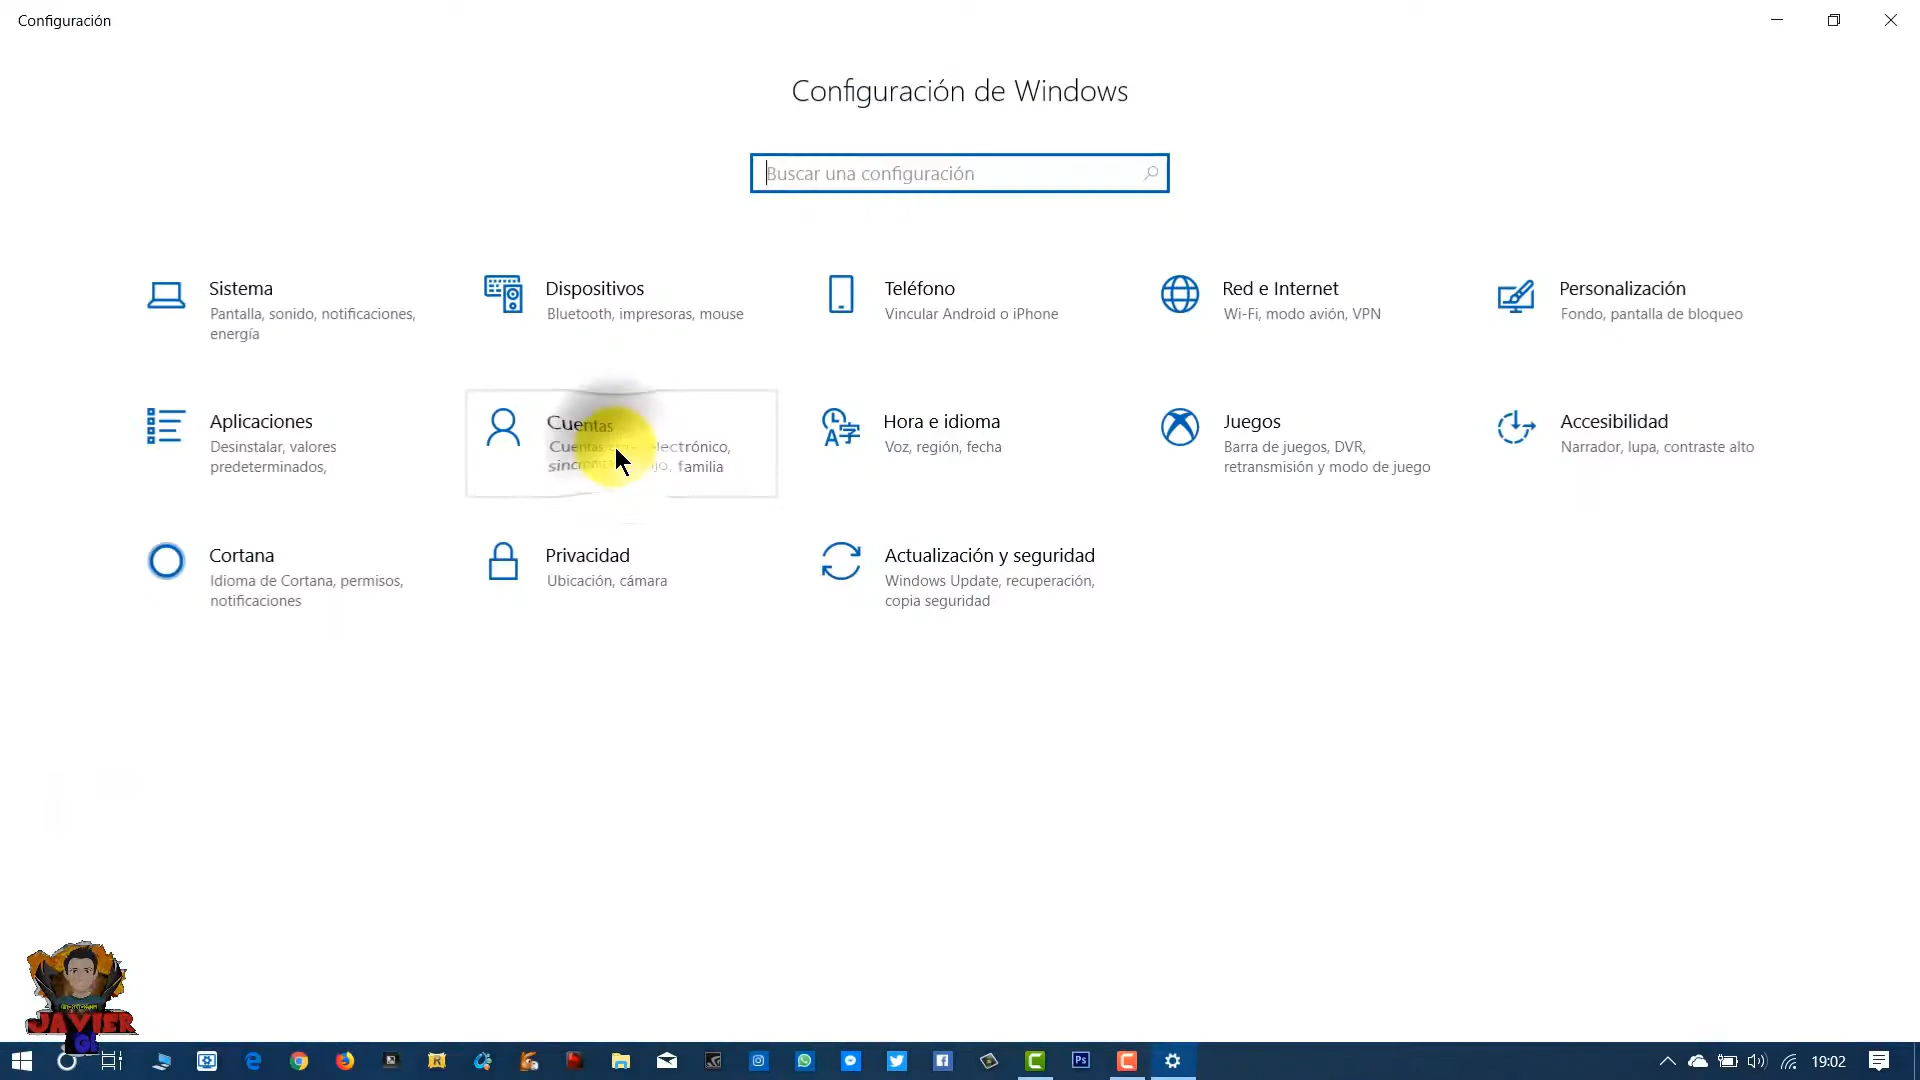 Configuración
Configuración de Windows
Buscar una configuración
Sistema
Pantalla, sonido, notificaciones,
energía
Dispositivos
Bluetooth, impresoras, mouse
Teléfono
Vincular Android o iPhone
Red e Internet
Wi-Fi, modo avión, VPN
Personalización
Fondo, pantalla de bloqueo
Aplicaciones
Desinstalar, valores
predeterminados,
Cuentas
Cuentas, electrónico,
familia
Hora e idioma
Voz, región, fecha
Juegos
Barra de juegos, DVR,
retransmisión y modo de juego
Accesibilidad
Narrador, lupa, contraste alto
Cortana
Idioma de Cortana, permisos,
notificaciones
Privacidad
Ubicación, cámara
Actualización y seguridad
Windows Update, recuperación,
copia seguridad
JAVIER
GL
Ps
19:02